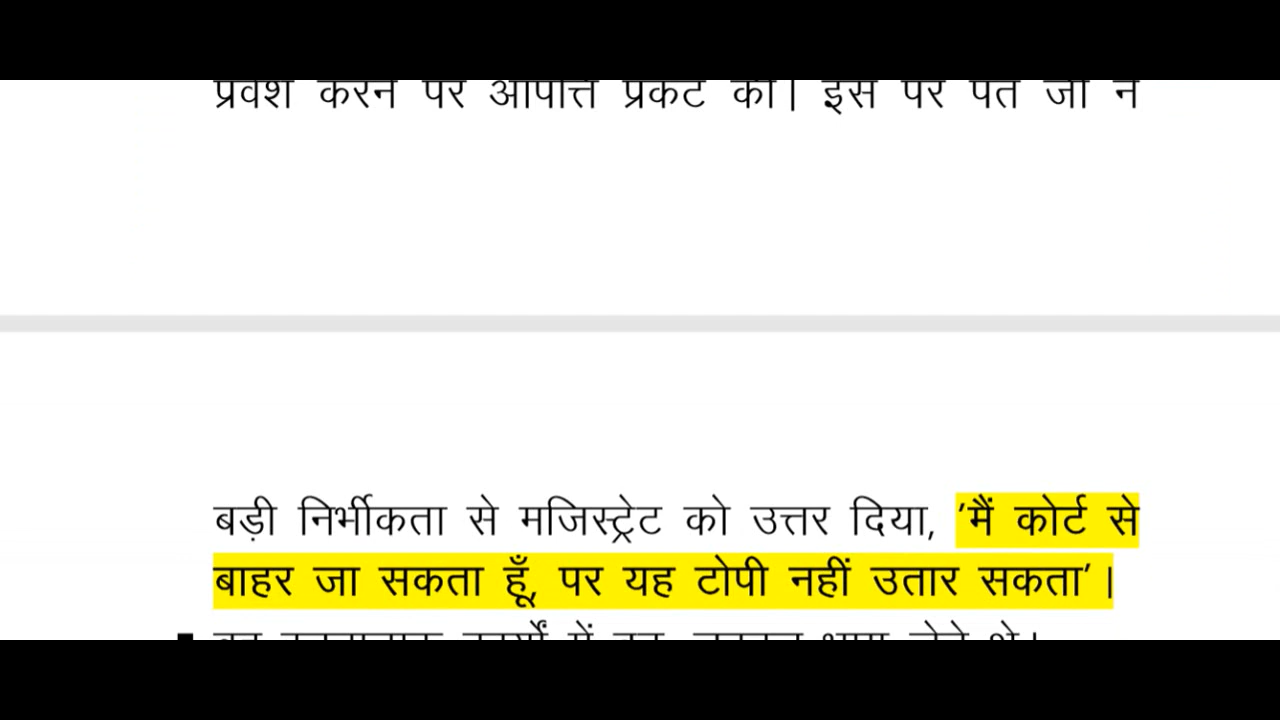 प्रवेश करने पर आपत्ति प्रकट की। इस पर पंत जी ने
बड़ी निर्भीकता से मजिस्ट्रेट को उत्तर दिया, ’मैं कोर्ट से
बाहर जा सकता हूँ, पर यह टोपी नहीं उतार सकता’।